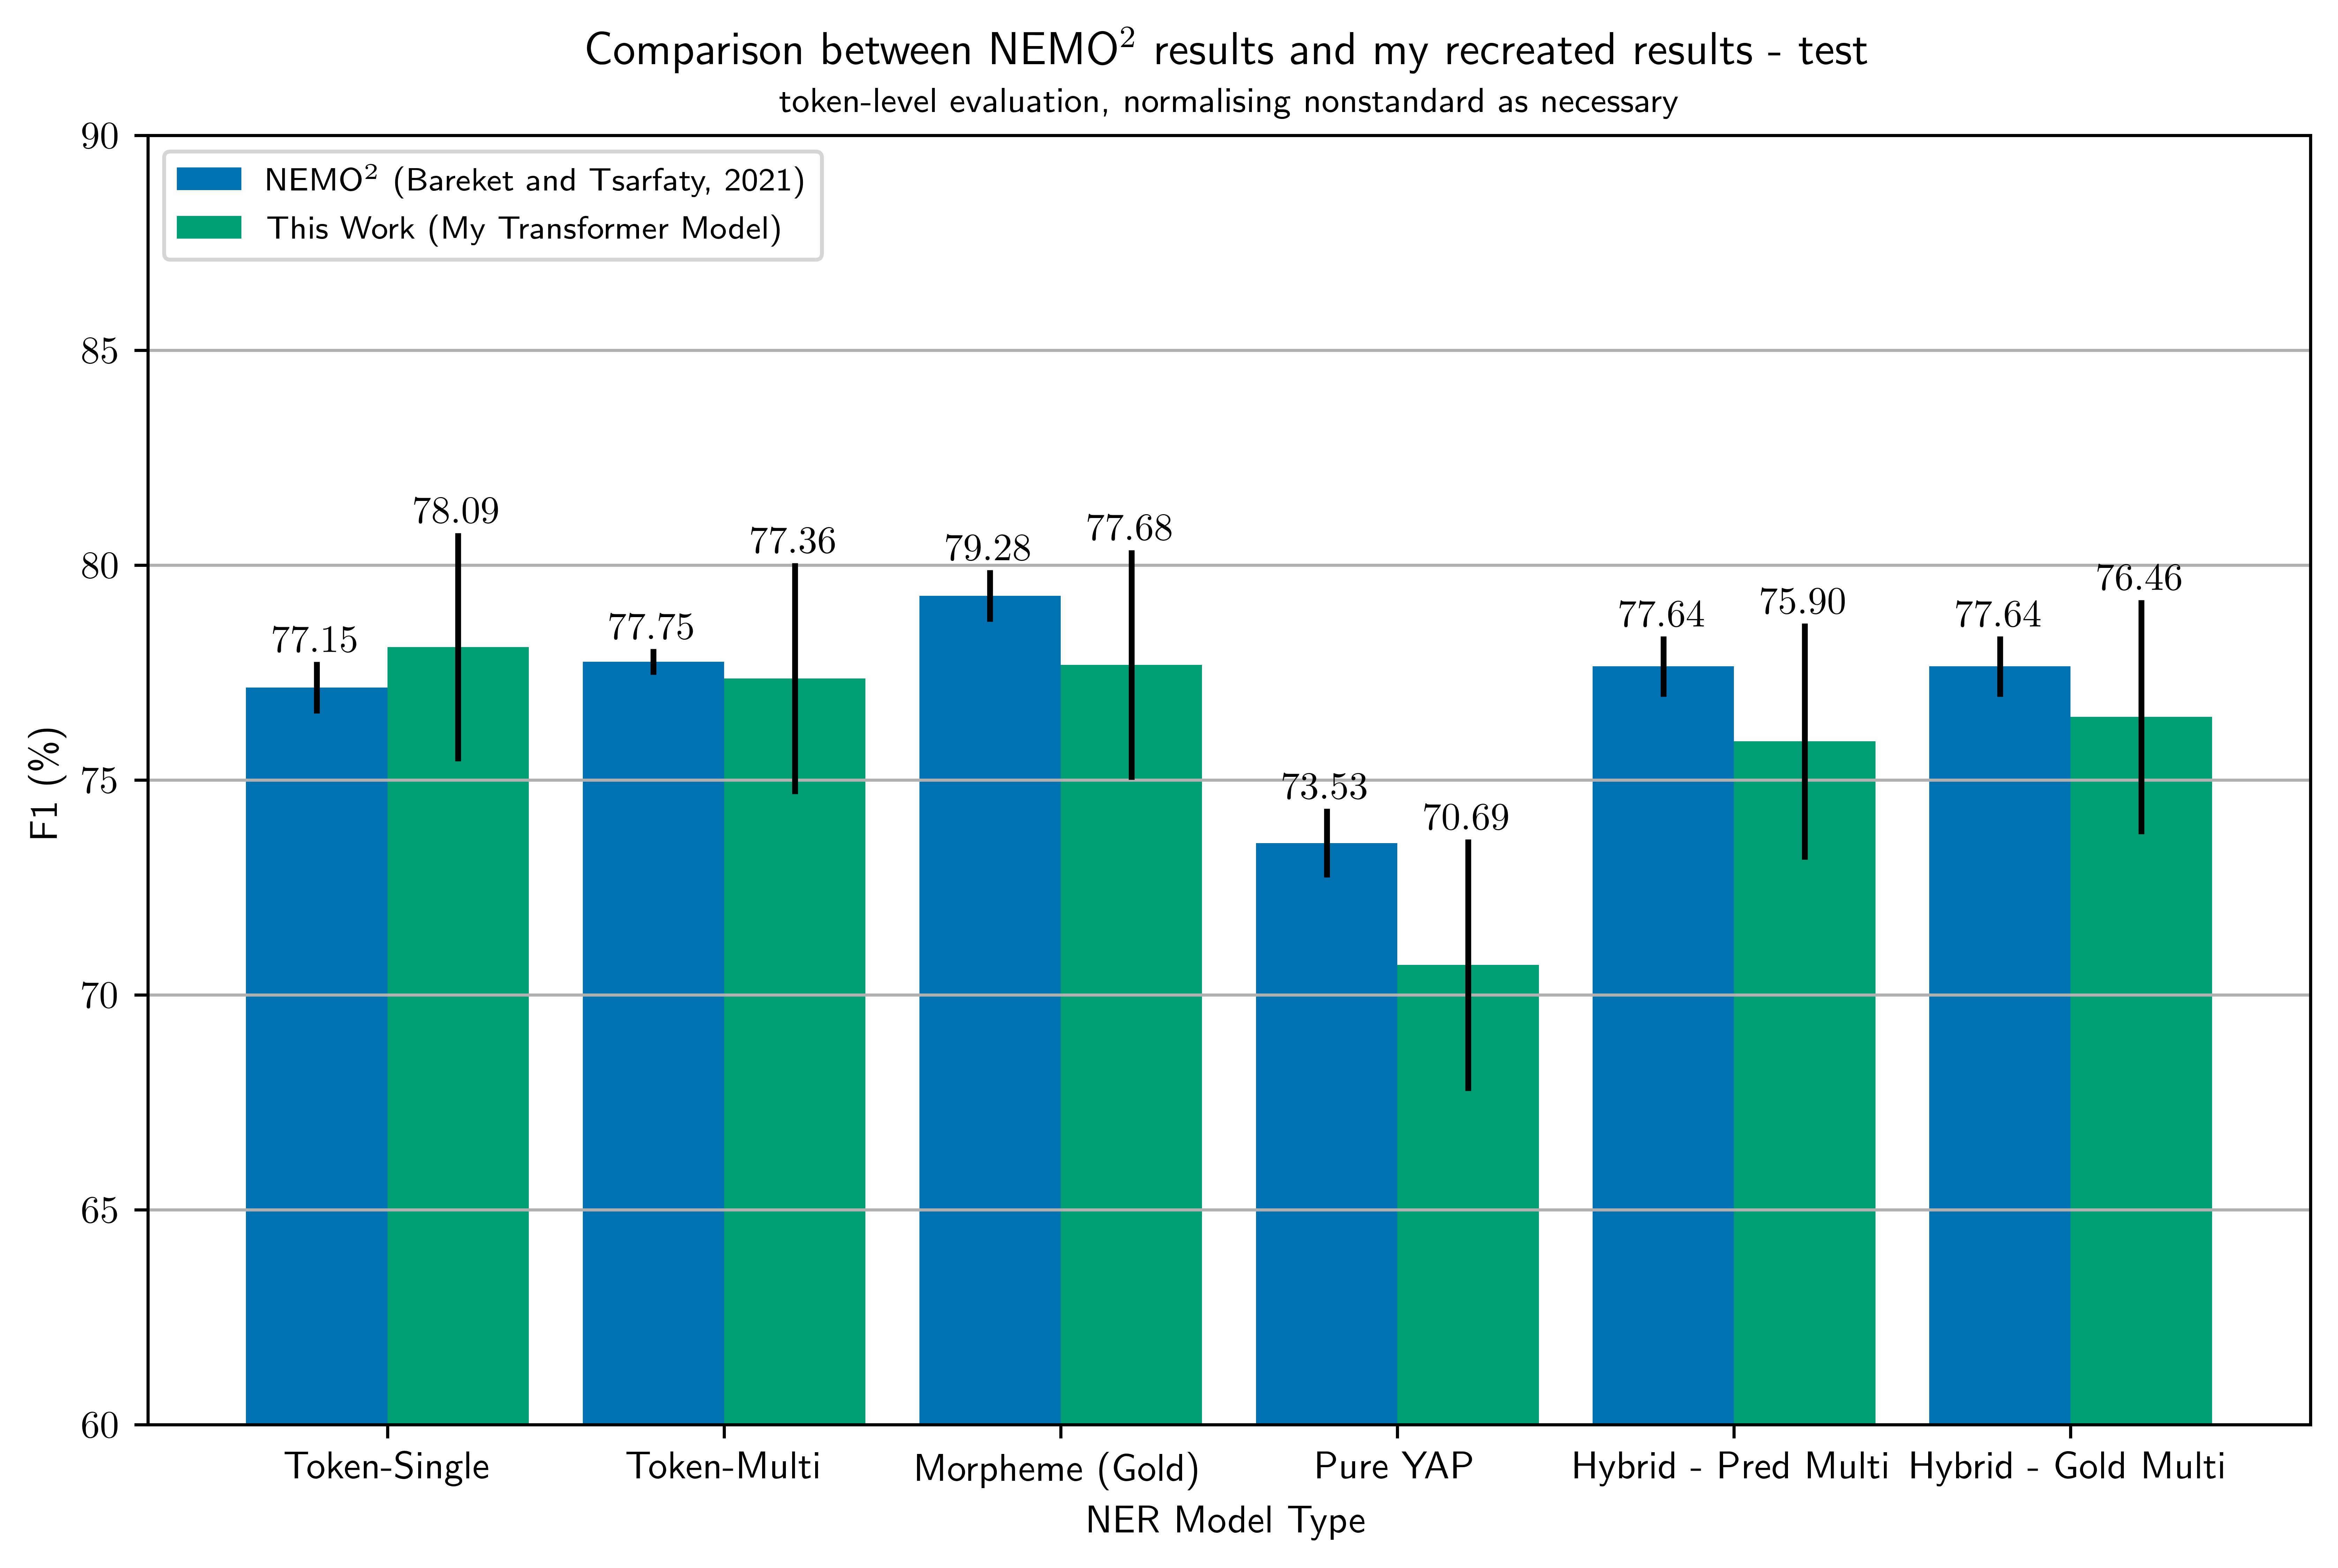 Comparison between NEMO² results and my recreated results - test
token-level evaluation, normalising nonstandard as necessary
90
NEMO² (Bareket and Tsarfaty, 2021)
This Work (My Transformer Model)
85
80
75
70
65
60
F1 (%)
77.15
78.09
77.75
77.36
79.28
77.68
73.53
70.69
77.64
75.90
77.64
76.46
Token-Single
Token-Multi
Morpheme (Gold)
Pure YAP
Hybrid - Pred Multi
Hybrid - Gold Multi
NER Model Type